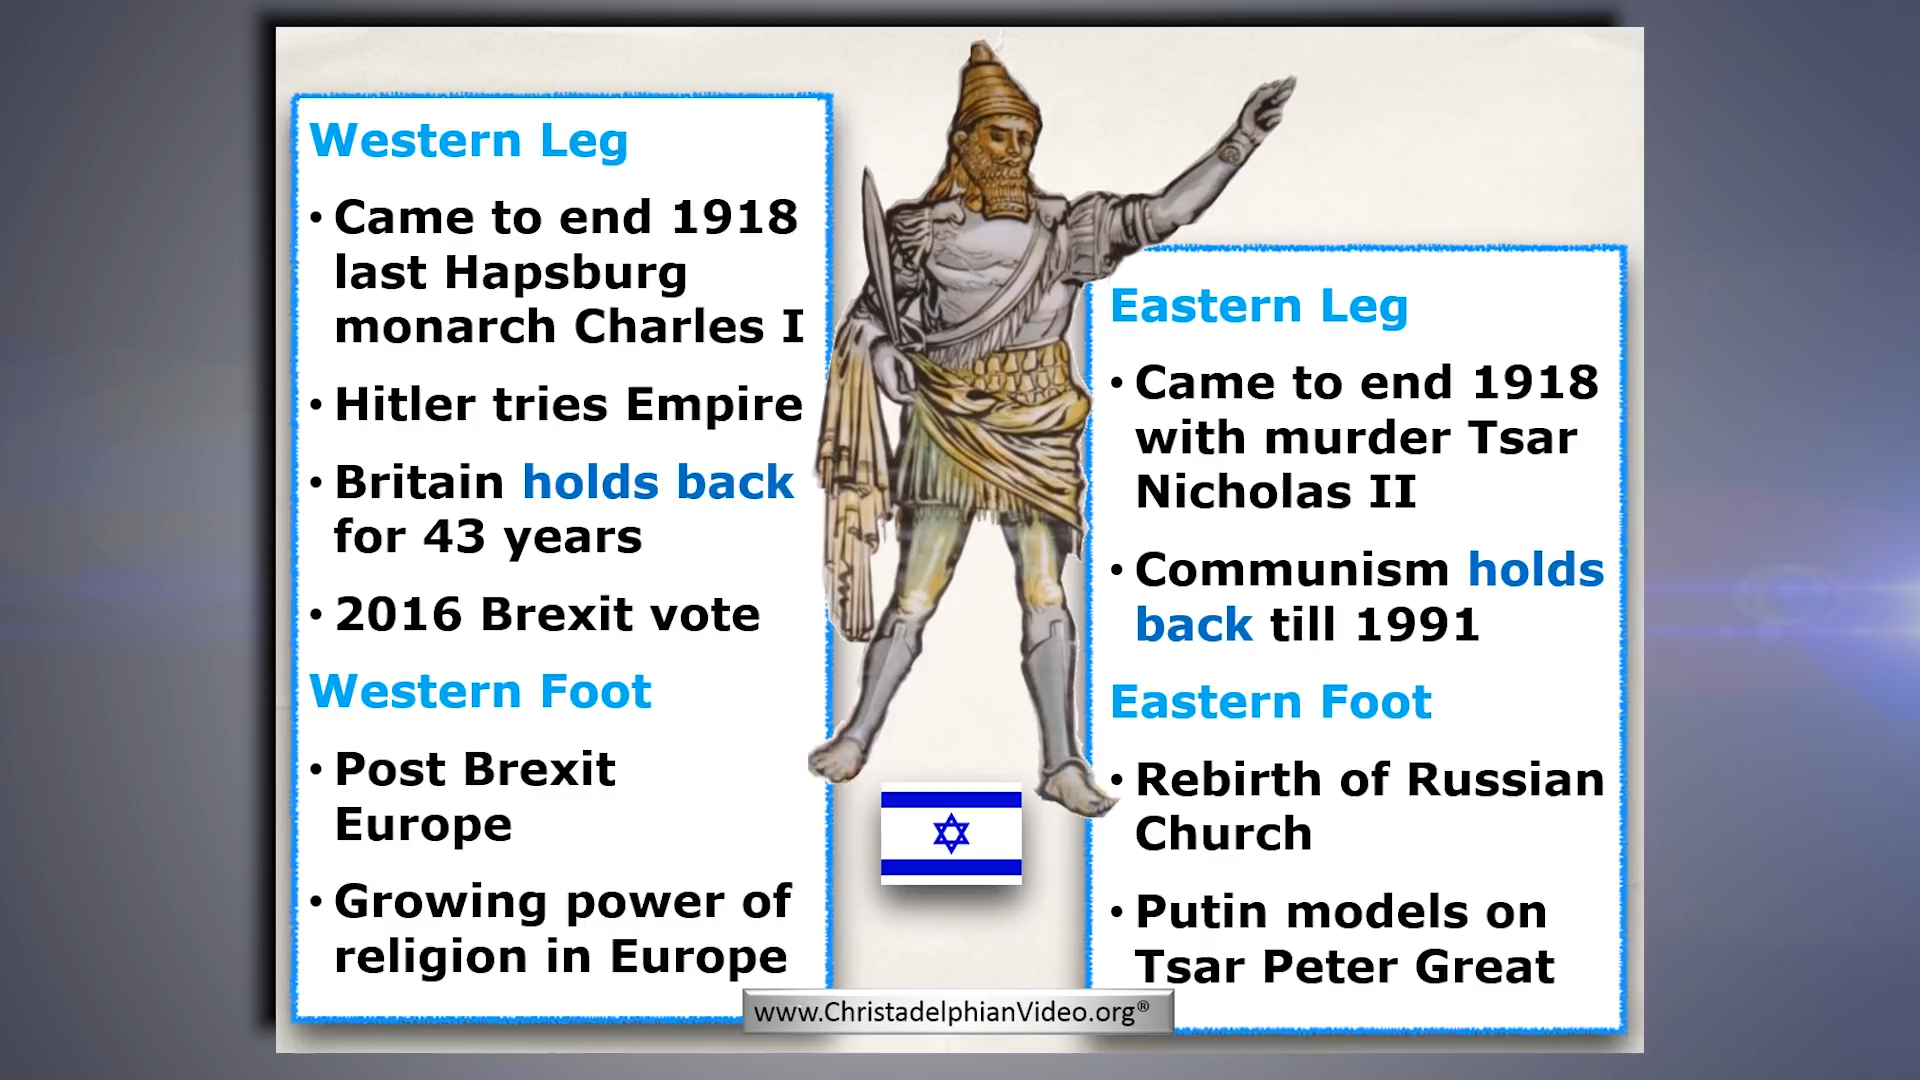 Western Leg
• Came to end 1918
last Hapsburg
monarch Charles I
• Hitler tries Empire
• Britain holds back
for 43 years
• 2016 Brexit vote
Western Foot
• Post Brexit
Europe
• Growing power of
religion in Europe
Eastern Leg
• Came to end 1918
with murder Tsar
Nicholas II
• Communism holds
back till 1991
Eastern Foot
• Rebirth of Russian
Church
• Putin models on
Tsar Peter Great
www.ChristadelphianVideo.org®